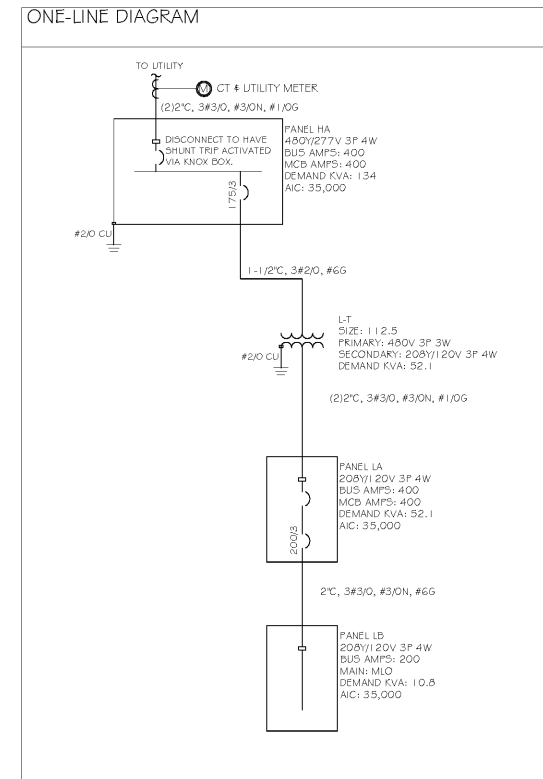 ONE-LINE DIAGRAM
TO UTILITY
M CT & UTILITY METER
(2)2"C, 3#3/0, #3/0N, #1/0G
DISCONNECT TO HAVE
SHUNT TRIP ACTIVATED
VIA KNOX BOX.
PANEL HA
480Y/277V 3P 4W
BUS AMPS: 400
MCB AMPS: 400
DEMAND KVA: 134
AIC: 35,000
175/3
#2/0 CU
1-1/2"C, 3#2/0, #6G
L-T
SIZE: 112.5
PRIMARY: 480V 3P 3W
SECONDARY: 208Y/120V 3P 4W
DEMAND KVA: 52.1
#2/0 CU
(2)2"C, 3#3/0, #3/0N, #1/0G
PANEL LA
208Y/120V 3P 4W
BUS AMPS: 400
MCB AMPS: 400
DEMAND KVA: 52.1
AIC: 35,000
200/3
2"C, 3#3/0, #3/0N, #6G
PANEL LB
208Y/120V 3P 4W
BUS AMPS: 200
MAIN: MLO
DEMAND KVA: 10.8
AIC: 35,000